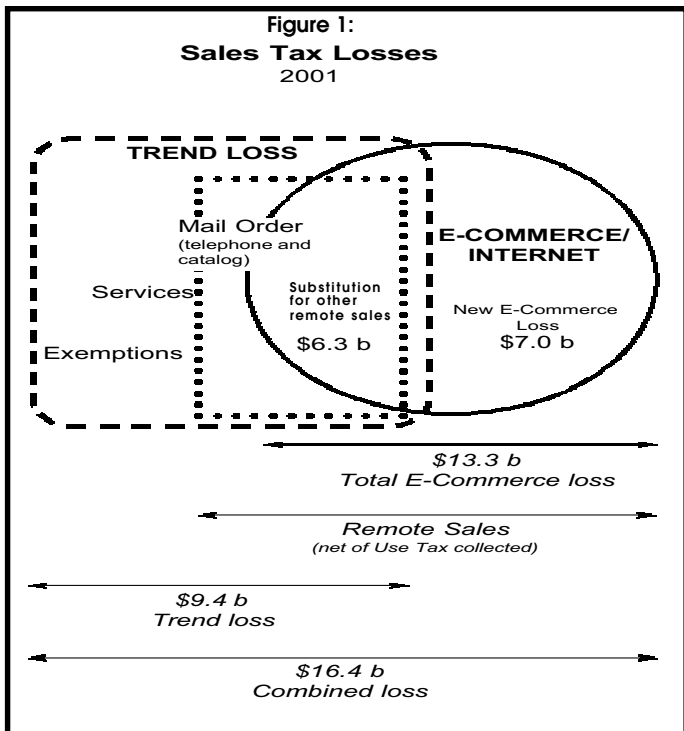 Figure 1:
Sales Tax Losses
2001
TREND LOSS
Mail Order
(telephone and
catalog)
Services
Exemptions
Substitution
for other
remote sales
$6.3 b
E-COMMERCE/
INTERNET
New E-Commerce
Loss
$7.0 b
$13.3 b
Total E-Commerce loss
Remote Sales
(net of Use Tax collected)
$9.4 b
Trend loss
$16.4 b
Combined loss